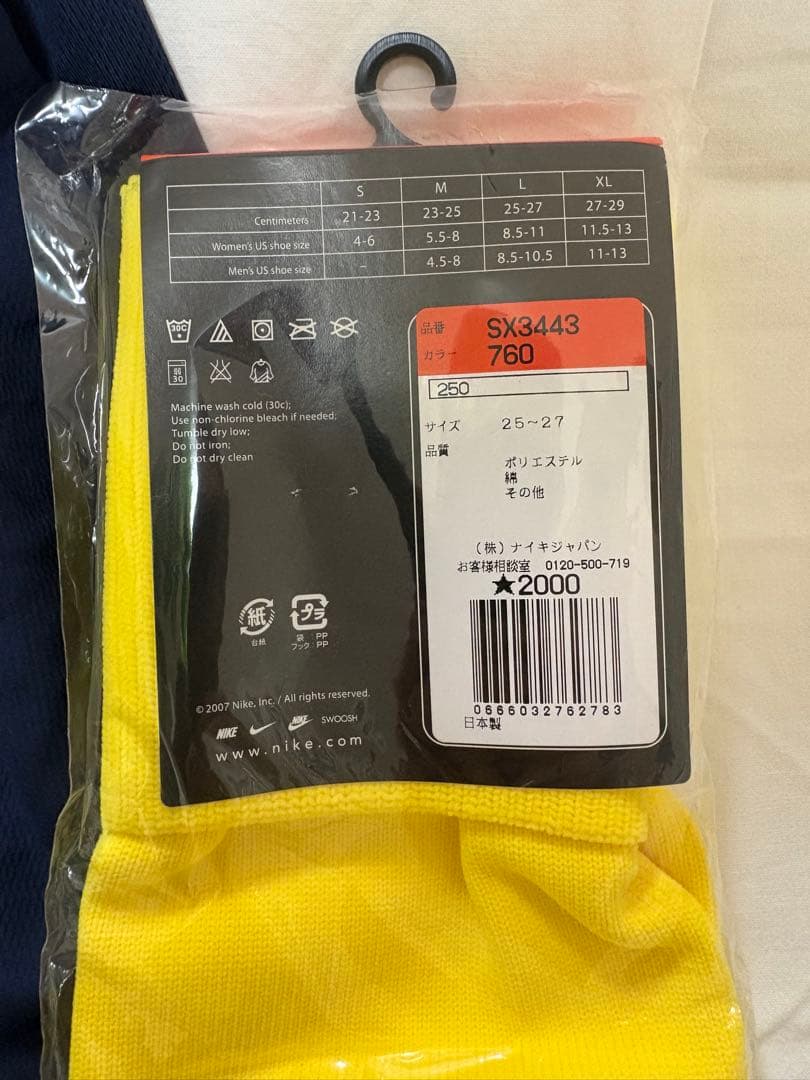 S M L XL
Centimeters 21-23 23-25 25-27 27-29
Women's US shoe size 4-6 5.5-8 8.5-11 11.5-13
Men's US shoe size – 4.5-8 8.5-10.5 11-13
30C
弱
30
Machine wash cold (30c);
Use non-chlorine bleach if needed;
Tumble dry low;
Do not iron;
Do not dry clean
品番 SX3443
カラー 760
250
サイズ 25~27
品質
ポリエステル
綿
その他
(株)ナイキジャパン
お客様相談室 0120-500-719
★2000
0666032762783
日本製
紙
台紙
プラ
袋:PP
フック:PP
© 2007 Nike, Inc. / All rights reserved.
NIKE NIKE SWOOSH
www.nike.com